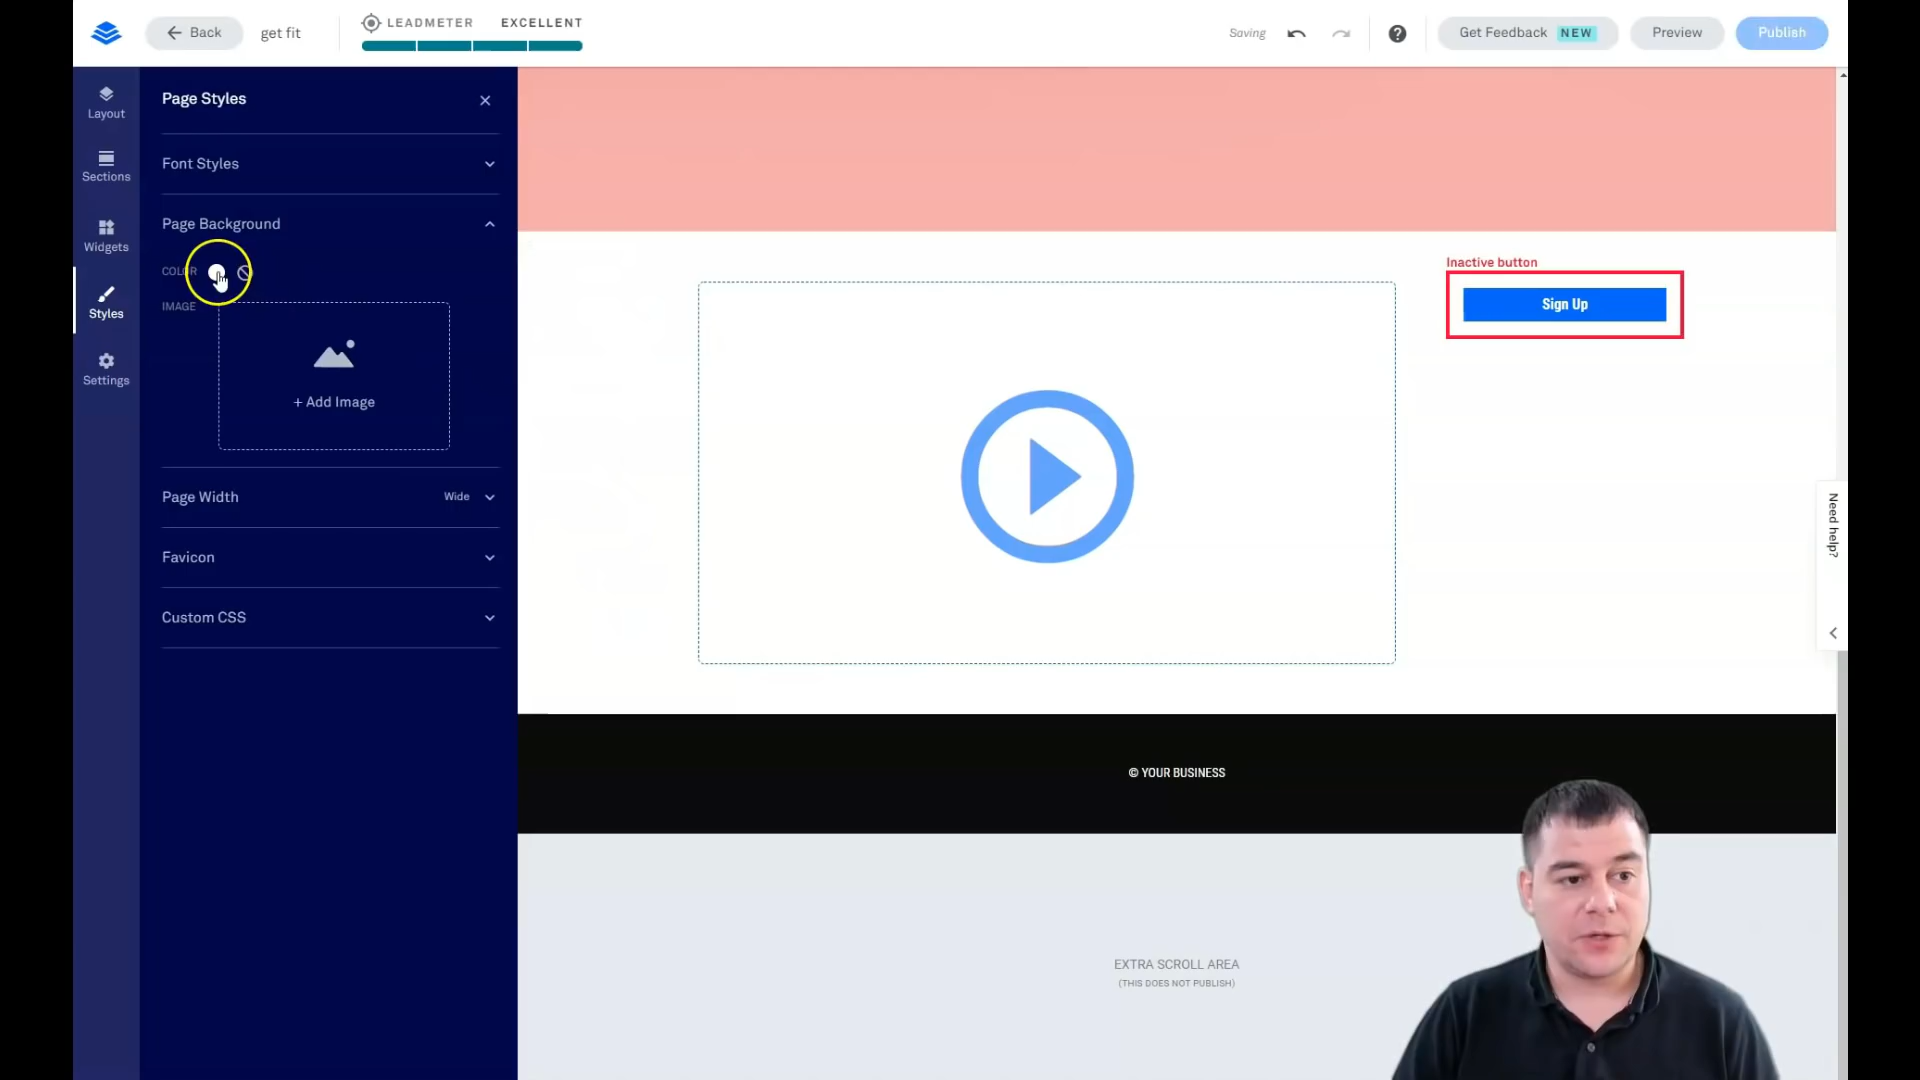 Back
get fit
LEADMETER
EXCELLENT
Saving
?
Get Feedback NEW
Preview
Publish
Layout
Sections
Widgets
Styles
Settings
Page Styles
Font Styles
Page Background
COLOR
IMAGE
+ Add Image
Page Width
Wide
Favicon
Custom CSS
Inactive button
Sign Up
Need help?
© YOUR BUSINESS
EXTRA SCROLL AREA
(THIS DOES NOT PUBLISH)